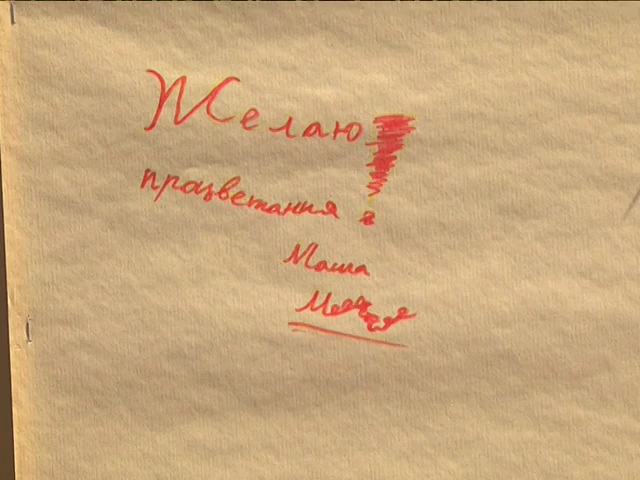 Желаю!
процветания
Маша